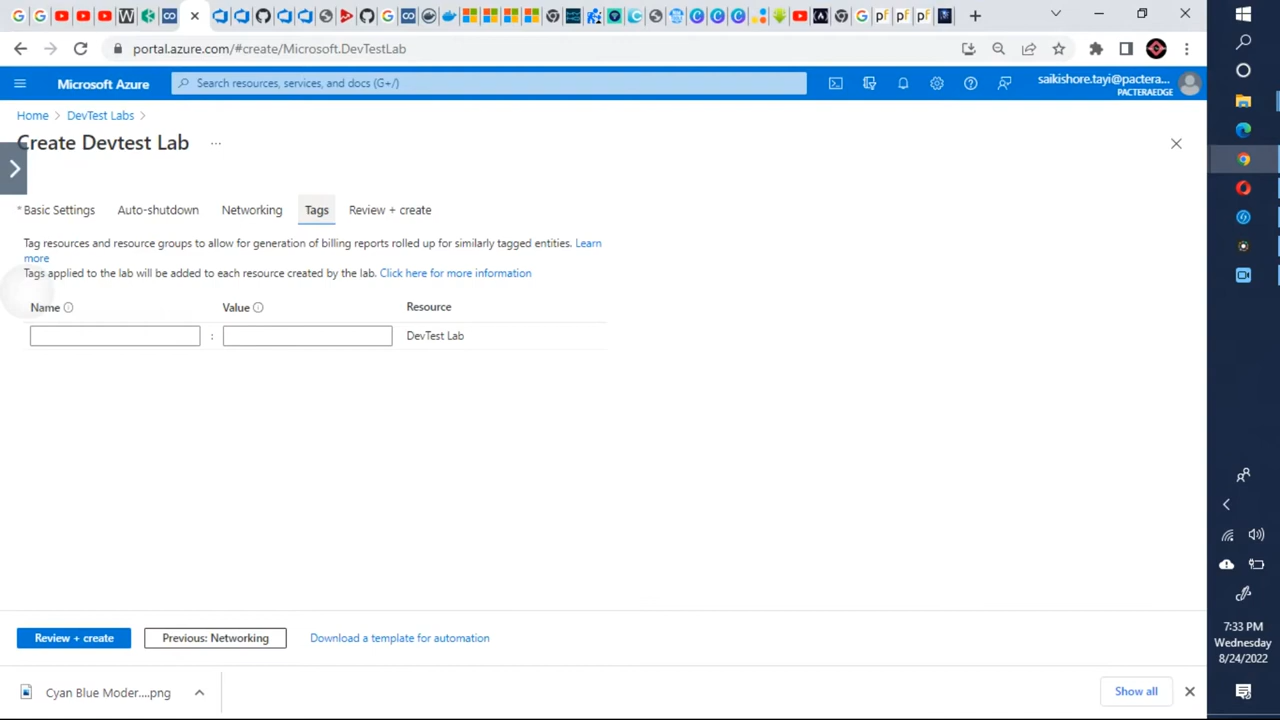 portal.azure.com/#create/Microsoft.DevTestLab
Microsoft Azure
Search resources, services, and docs (G+/)
saikishore.tayi@pactera...
PACTERAEDGE
Home > DevTest Labs >
Create Devtest Lab ...
* Basic Settings Auto-shutdown Networking Tags Review + create
Tag resources and resource groups to allow for generation of billing reports rolled up for similarly tagged entities. Learn
more
Tags applied to the lab will be added to each resource created by the lab. Click here for more information
Name Value Resource
: DevTest Lab
Review + create Previous: Networking Download a template for automation
Cyan Blue Moder....png
Show all
7:33 PM
Wednesday
8/24/2022